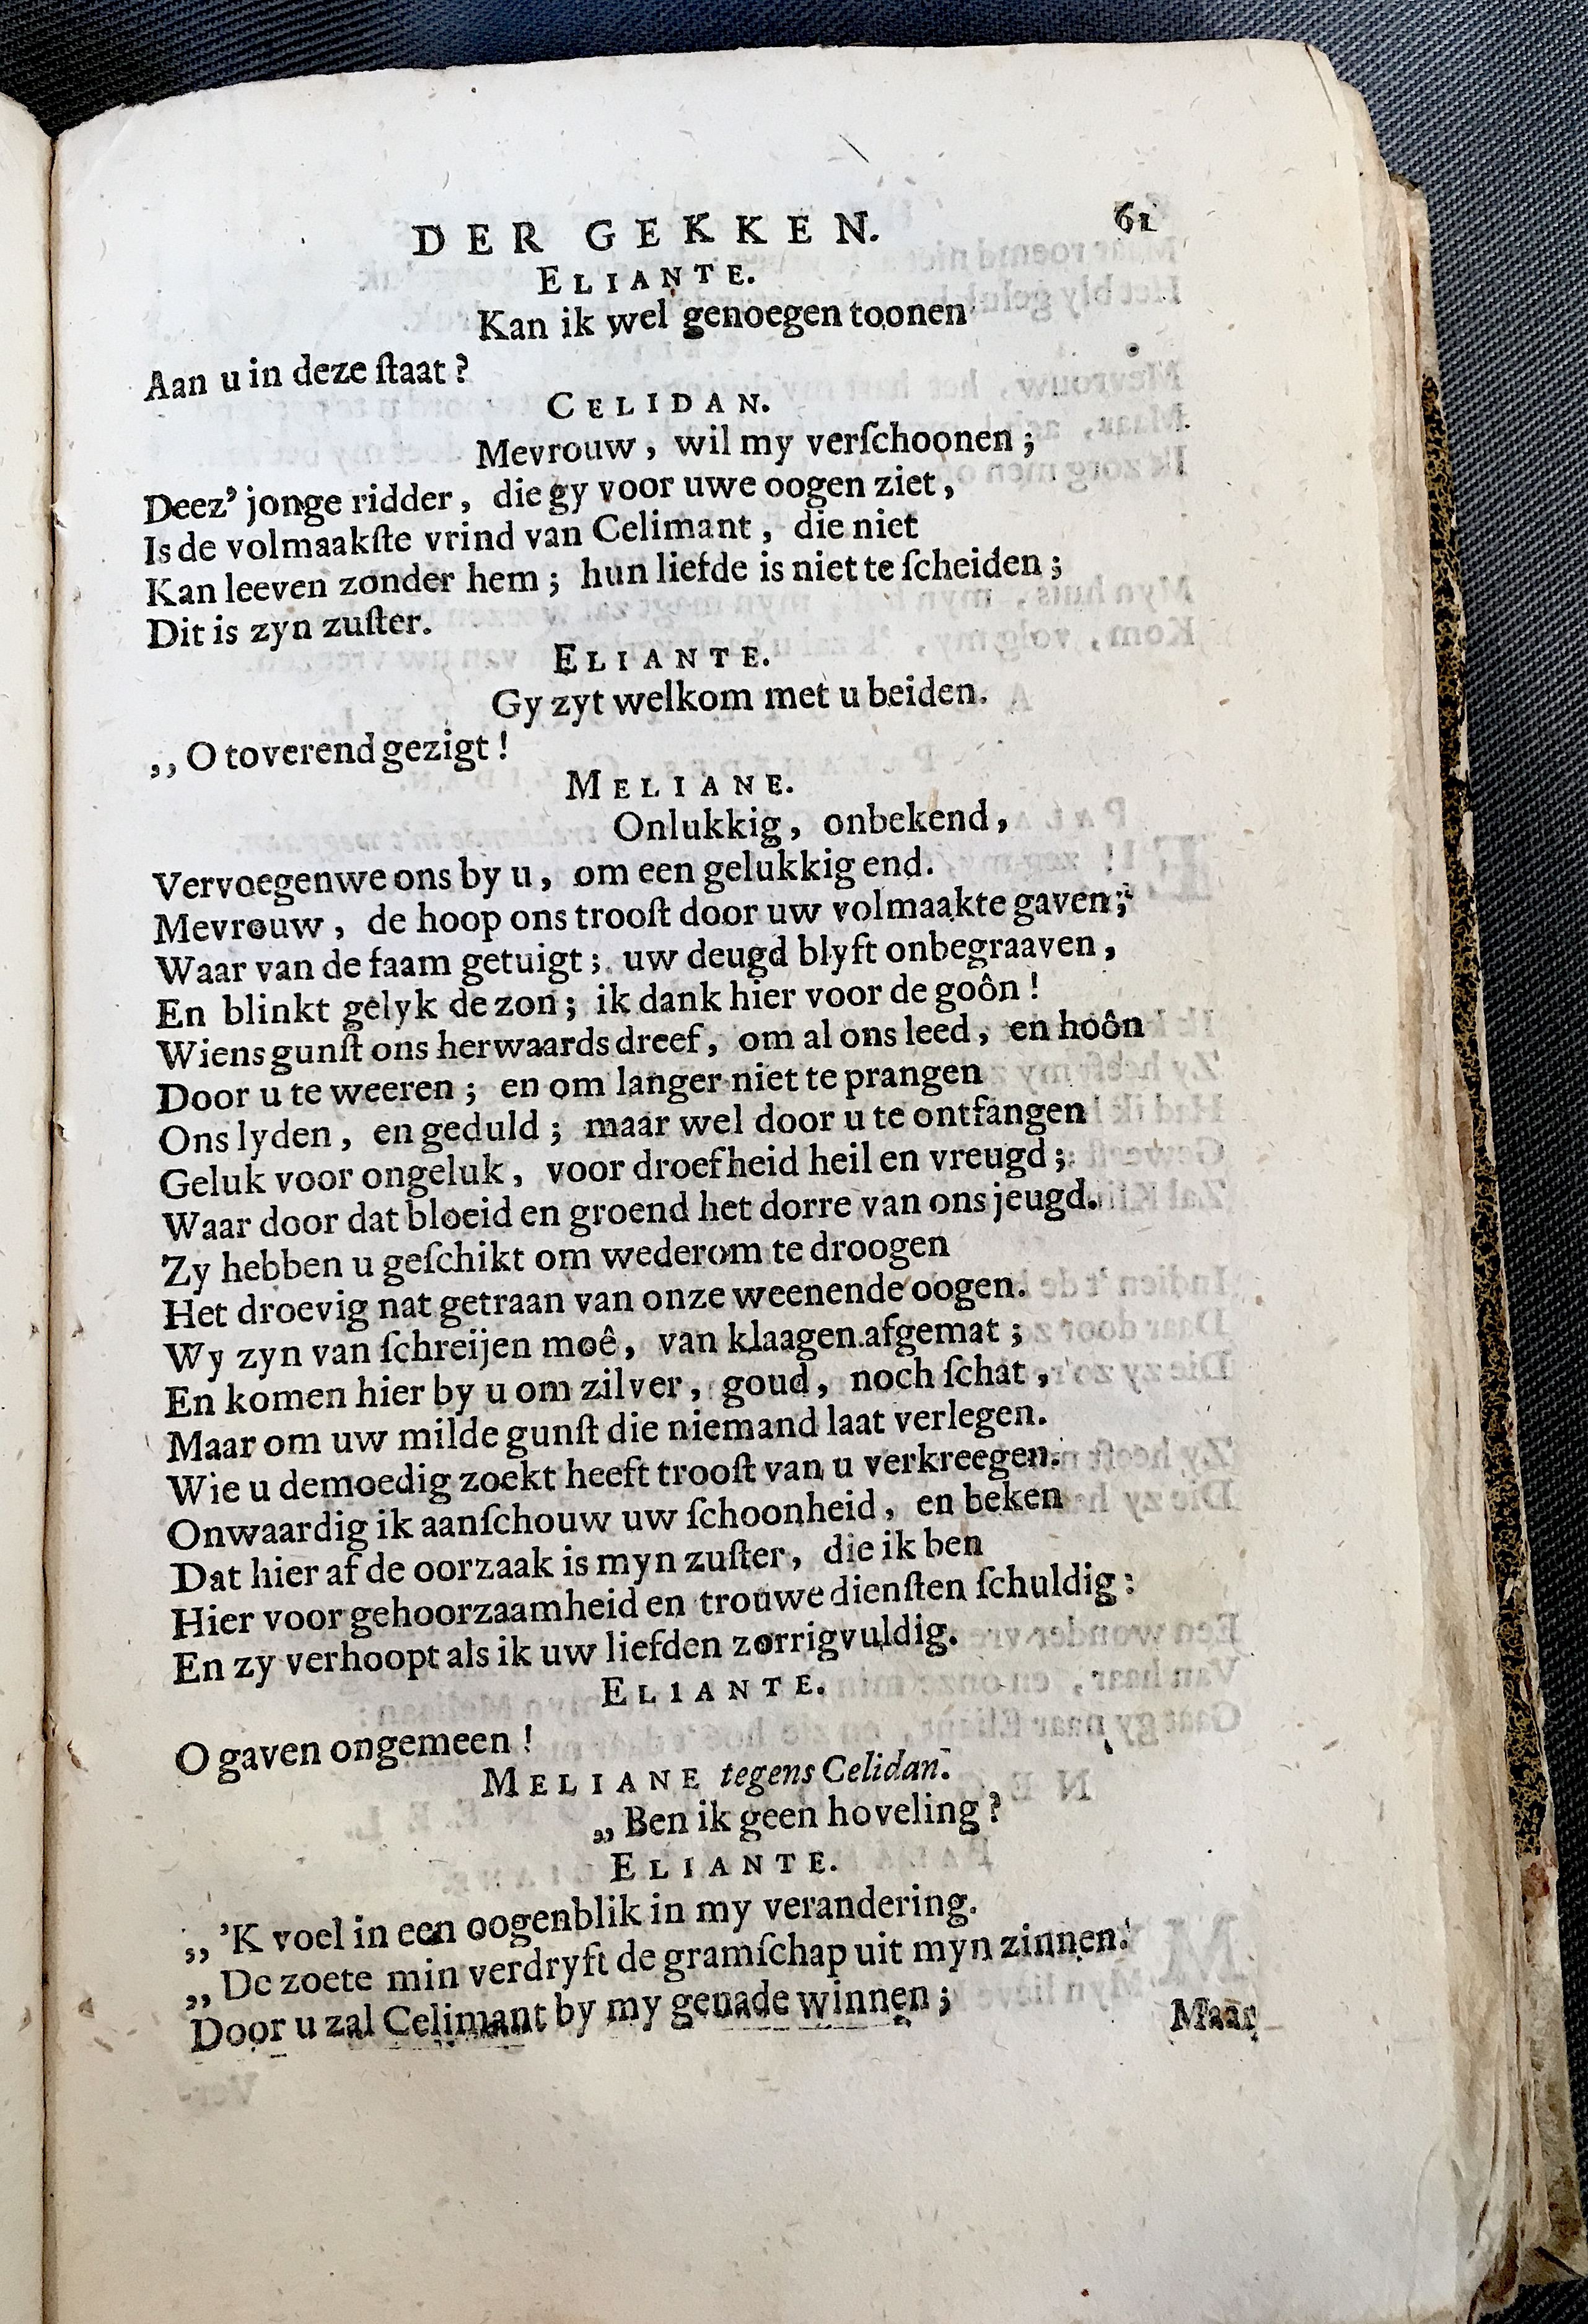 DER GEKKEN. 61
ELIANTE.
Kan ik wel genoegen toonen
Aan u in deze ſtaat?
CELIDAN.
Mevrouw, wil my verſchoonen;
Deez' jonge ridder, die gy voor uwe oogen ziet,
Is de volmaakſte vrind van Celimant, die niet
Kan leeven zonder hem; hun liefde is niet te ſcheiden;
Dit is zyn zuſter.
ELIANTE.
Gy zyt welkom met u beiden.
,, O toverend gezigt!
MELIANE.
Onlukkig, onbekend,
Vervoegenwe ons by u, om een gelukkig end.
Mevrouw, de hoop ons trooſt door uw volmaakte gaven;
Waar van de faam getuigt; uw deugd blyft onbegraaven,
En blinkt gelyk de zon; ik dank hier voor de goôn!
Wiens gunſt ons herwaards dreef, om al ons leed, en hoôn
Door u te weeren; en om langer niet te prangen
Ons lyden, en geduld; maar wel door u te ontfangen
Geluk voor ongeluk, voor droefheid heil en vreugd;
Waar door dat bloeid en groend het dorre van ons jeugd.
Zy hebben u geſchikt om wederom te droogen
Het droevig nat getraan van onze weenende oogen.
Wy zyn van ſchreijen moê, van klaagen afgemat;
En komen hier by u om zilver, goud, noch ſchat,
Maar om uw milde gunſt die niemand laat verlegen.
Wie u demoedig zoekt heeft trooſt van u verkreegen.
Onwaardig ik aanſchouw uw ſchoonheid, en beken
Dat hier af de oorzaak is myn zuſter, die ik ben
Hier voor gehoorzaamheid en trouwe dienſten ſchuldig:
En zy verhoopt als ik uw liefden zorrigvuldig.
ELIANTE.
O gaven ongemeen!
MELIANE tegens Celidan.
,, Ben ik geen hoveling?
ELIANTE.
,, 'K voel in een oogenblik in my verandering.
,, De zoete min verdryft de gramſchap uit myn zinnen.
Door u zal Celimant by my genade winnen;
Maar